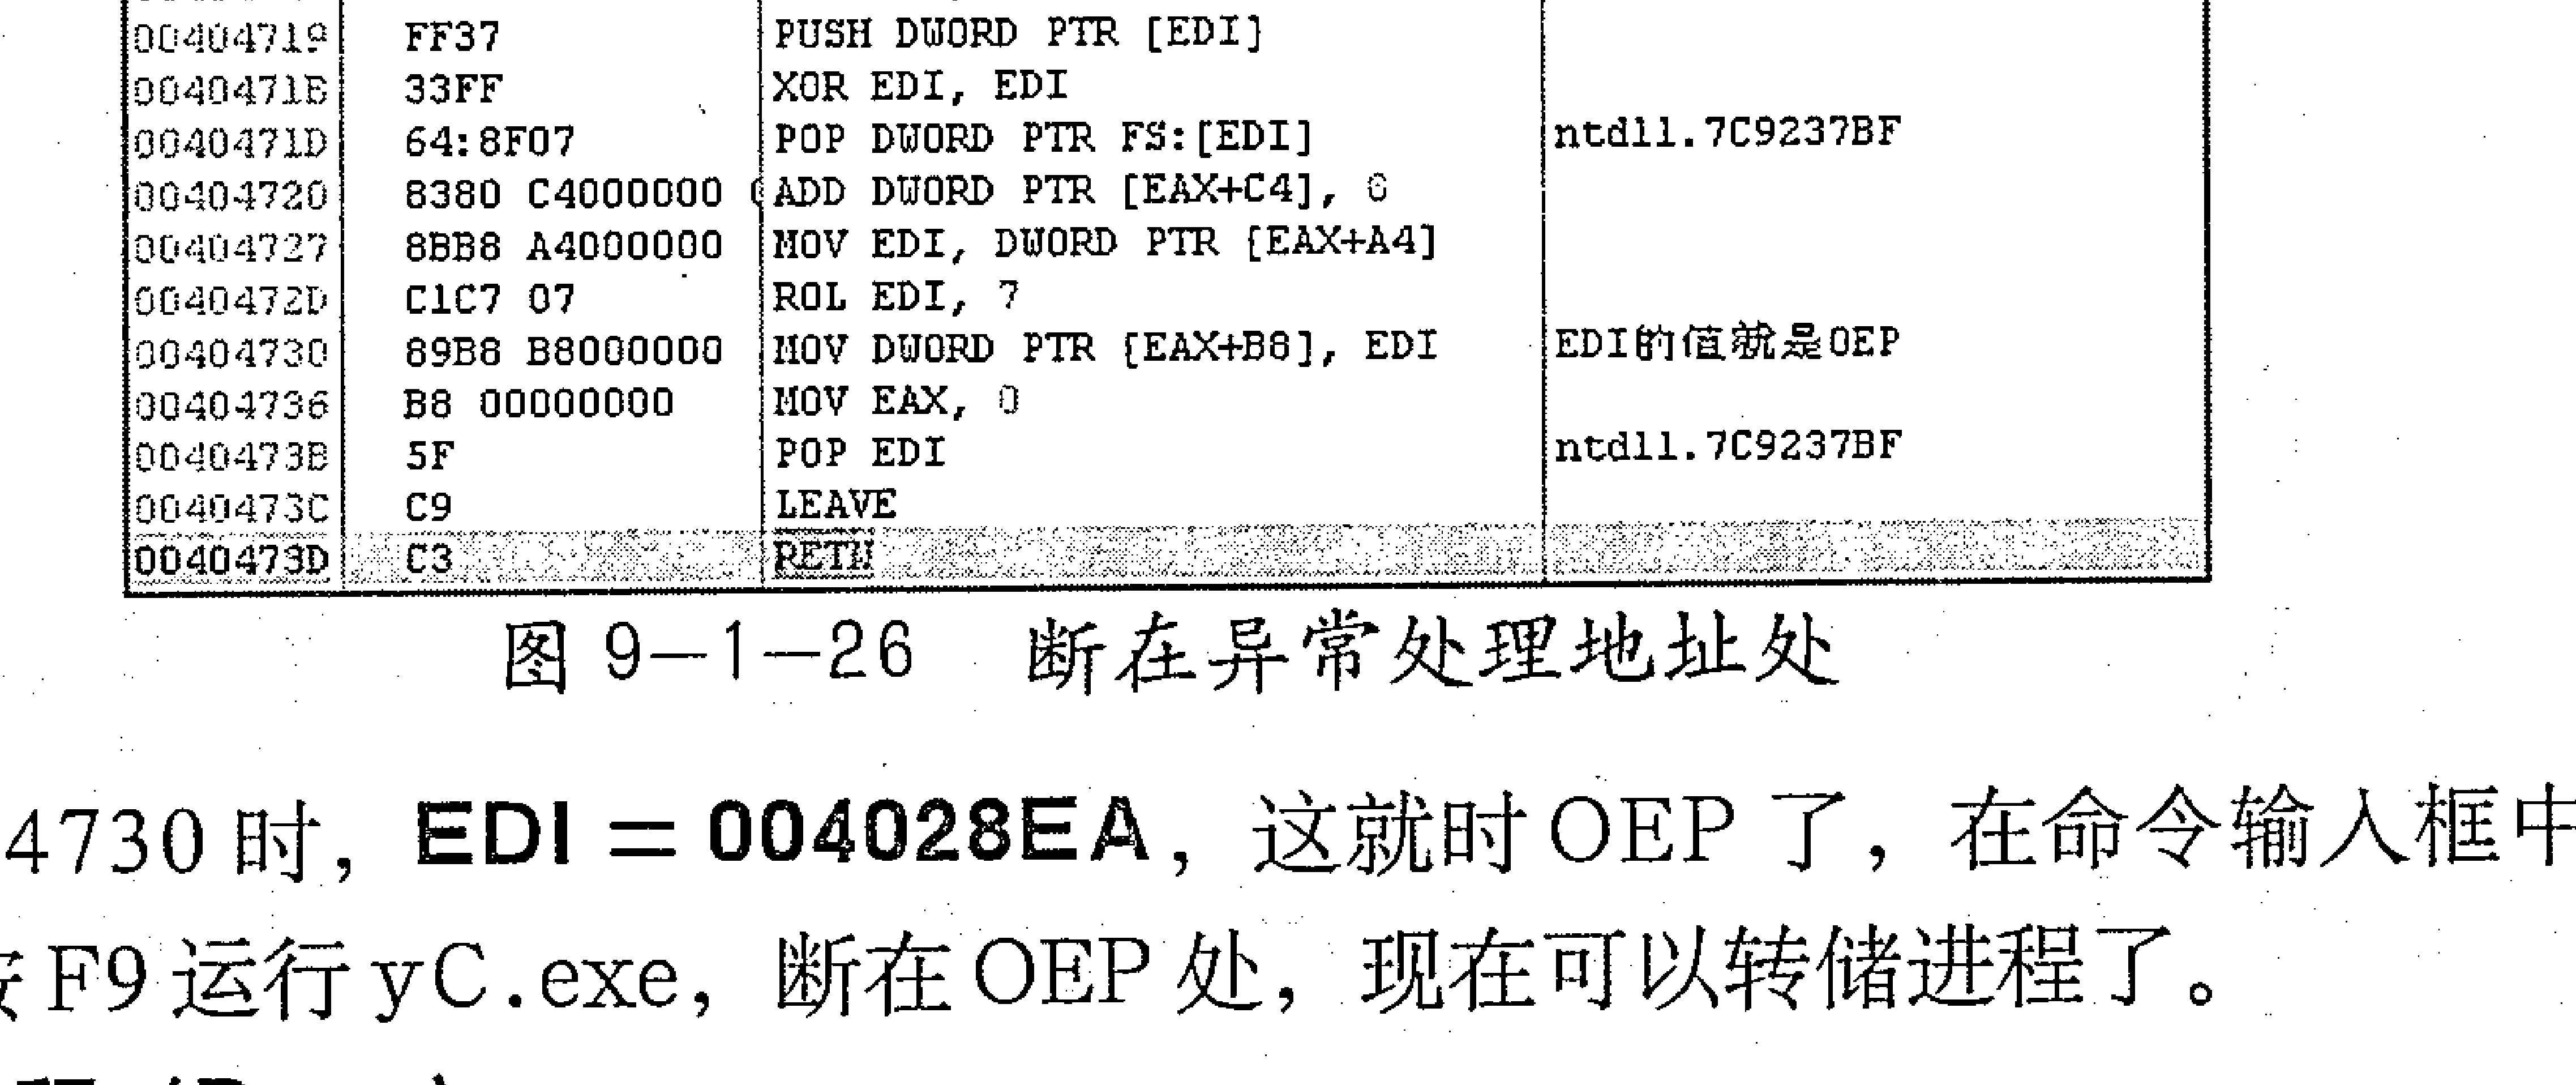 00404719 FF37 PUSH DWORD PTR [EDI]
0040471B 33FF XOR EDI, EDI
0040471D 64:8F07 POP DWORD PTR FS:[EDI] ntdll.7C9237BF
00404720 8380 C4000000 ADD DWORD PTR [EAX+C4],
00404727 8BB8 A4000000 MOV EDI, DWORD PTR [EAX+A4]
0040472D C1C7 07 ROL EDI, 7
00404730 89B8 B8000000 MOV DWORD PTR [EAX+B8], EDI EDI的值就是OEP
00404736 B8 00000000 MOV EAX, 0
0040473B 5F POP EDI ntdll.7C9237BF
0040473C C9 LEAVE
0040473D C3 RETN
图 9-1-26 断在异常处理地址处
4730 时，EDI = 004028EA，这就时 OEP 了，在命令输入框中
按 F9 运行 yC.exe，断在 OEP 处，现在可以转储进程了。